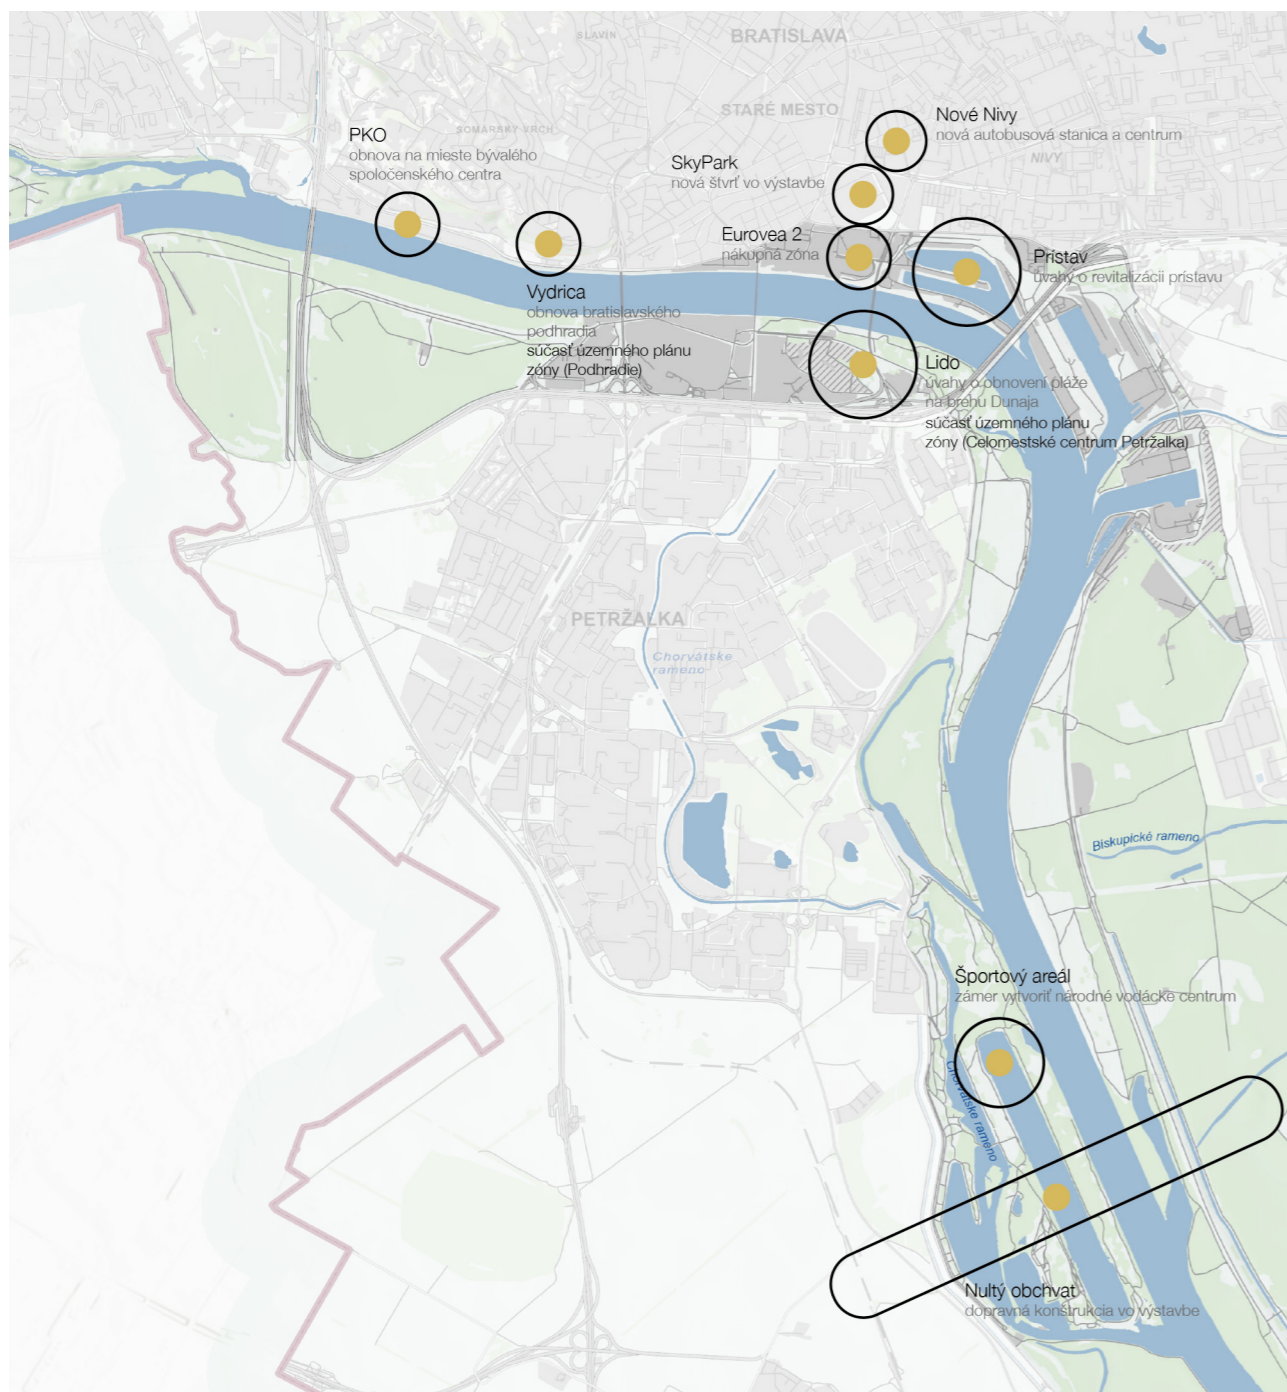 SLAVÍN
BRATISLAVA
STARÉ MESTO
SOMÁRSKY VRCH
PKO
obnova na mieste bývalého
spoločenského centra
Nové Nivy
nová autobusová stanica a centrum
NIVY
SkyPark
nová štvrť vo výstavbe
Eurovea 2
nákupná zóna
Prístav
úvahy o revitalizácii prístavu
Vydrica
obnova bratislavského
podhradia
súčasť územného plánu
zóny (Podhradie)
Lido
úvahy o obnovení pláže
na brehu Dunaja
súčasť územného plánu
zóny (Celomestské centrum Petržalka)
PETRŽALKA
Chorvátske
rameno
Biskupické rameno
Športový areál
zámer vytvoriť národné vodácke centrum
Chorvátske rameno
Nultý obchvat
dopravná konštrukcia vo výstavbe